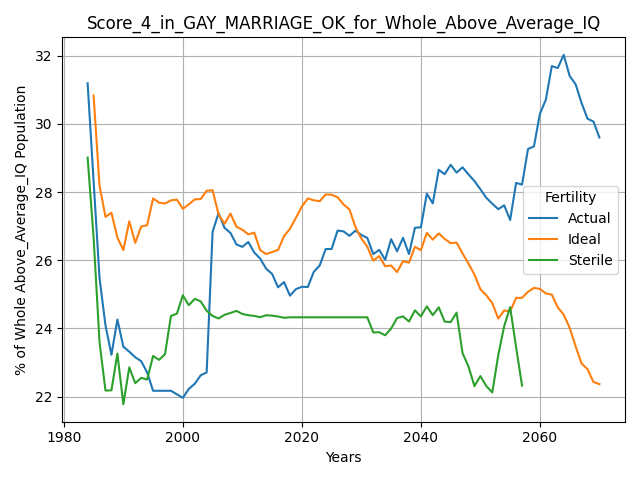 Score_4_in_GAY_MARRIAGE_OK_for_Whole_Above_Average_IQ
% of Whole Above_Average_IQ Population
32
30
28
26
24
22
Fertility
Actual
Ideal
Sterile
1980 2000 2020 2040 2060
Years